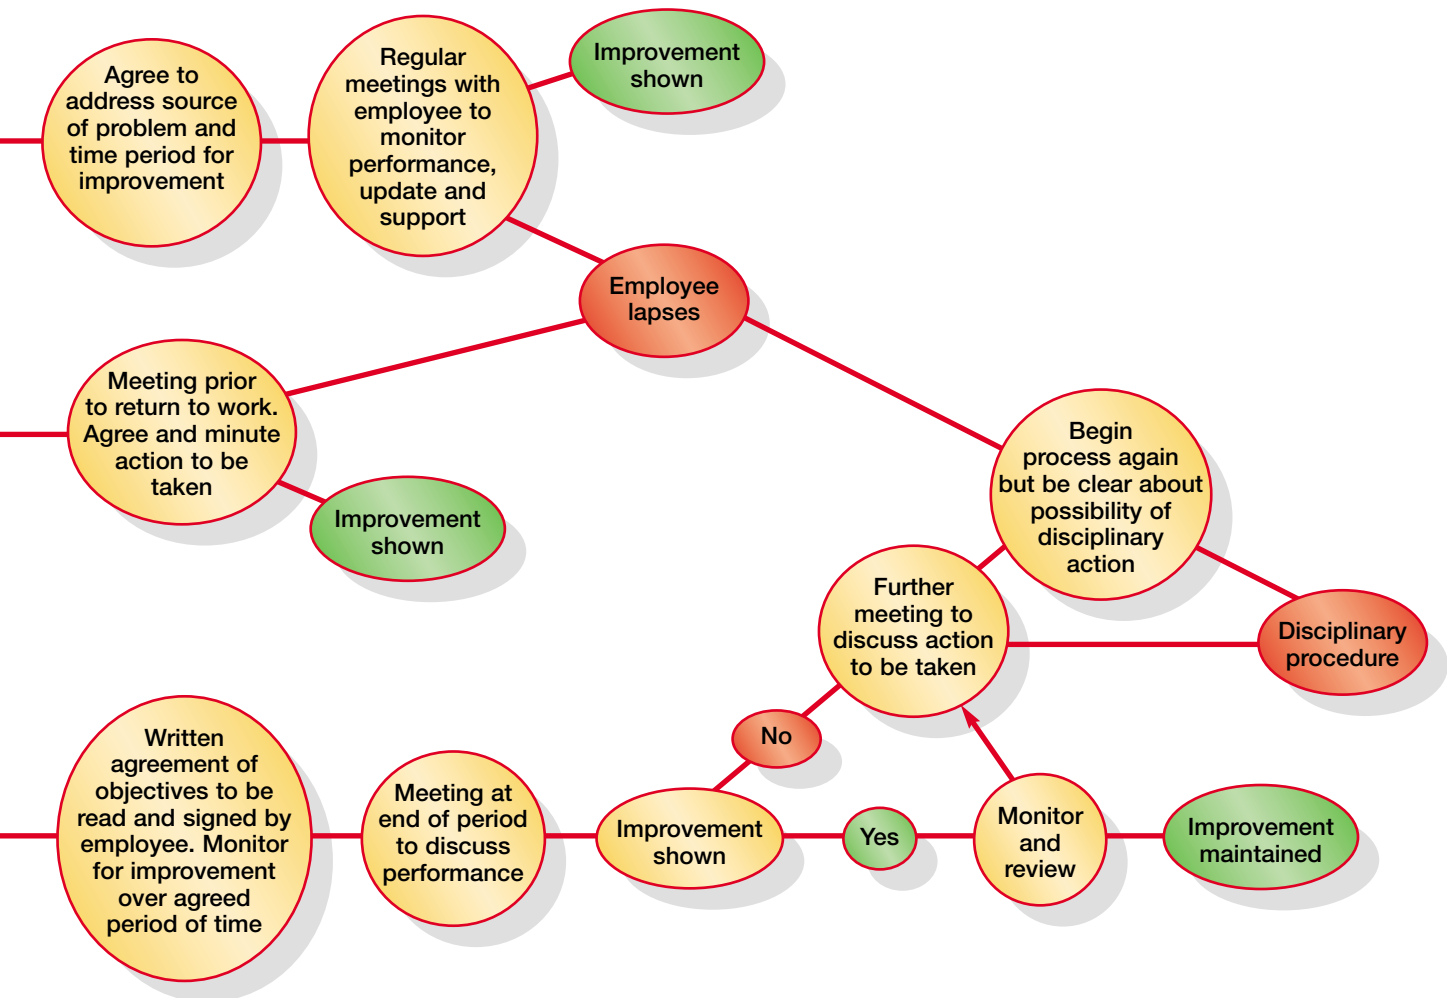 Agree to
address source
of problem and
time period for
improvement
Regular
meetings with
employee to
monitor
performance,
update and
support
Improvement
shown
Employee
lapses
Meeting prior
to return to work.
Agree and minute
action to be
taken
Improvement
shown
Begin
process again
but be clear about
possibility of
disciplinary
action
Further
meeting to
discuss action
to be taken
Disciplinary
procedure
No
Written
agreement of
objectives to be
read and signed by
employee. Monitor
for improvement
over agreed
period of time
Meeting at
end of period
to discuss
performance
Improvement
shown
Yes
Monitor
and
review
Improvement
maintained